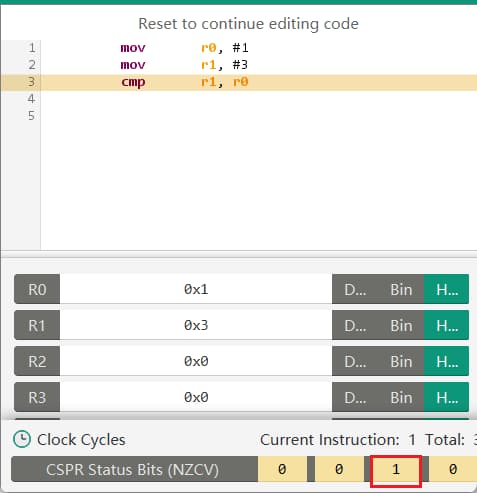 Reset to continue editing code
1 mov r0, #1
2 mov r1, #3
3 cmp r1, r0
4
5
R0 0x1 D... Bin H...
R1 0x3 D... Bin H...
R2 0x0 D... Bin H...
R3 0x0 D... Bin H...
Clock Cycles Current Instruction: 1 Total:
CSPR Status Bits (NZCV) 0 0 1 0